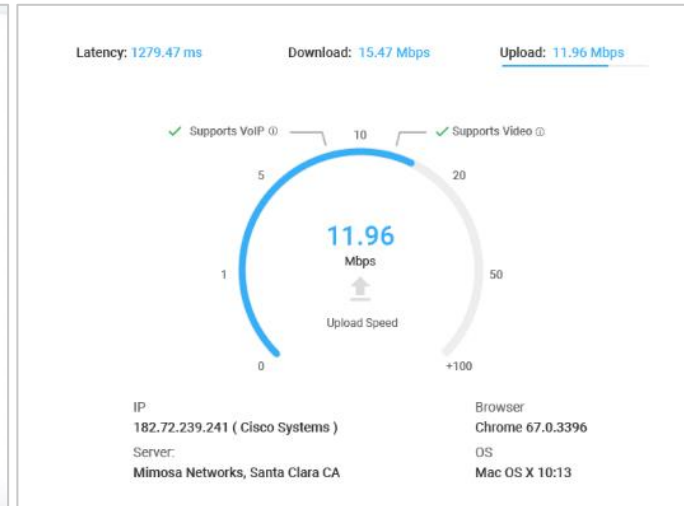 Latency: 1279.47 ms Download: 15.47 Mbps Upload: 11.96 Mbps
Supports VoIP ⓘ 10 Supports Video ⓘ
5 20
11.96
Mbps
1 50
Upload Speed
0 +100
IP Browser
182.72.239.241 ( Cisco Systems ) Chrome 67.0.3396
Server: OS
Mimosa Networks, Santa Clara CA Mac OS X 10:13